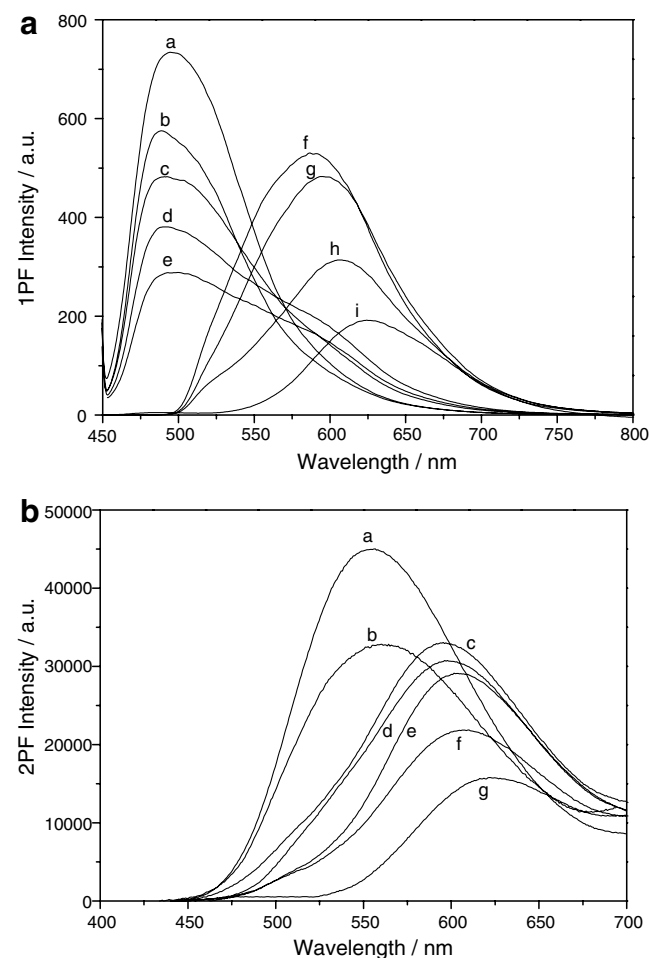 a
800
600
400
200
0
1PF Intensity / a.u.
a
b
c
d
e
f
g
h
i
450 500 550 600 650 700 750 800
Wavelength / nm
b
50000
40000
30000
20000
10000
0
2PF Intensity / a.u.
a
b
c
d
e
f
g
400 450 500 550 600 650 700
Wavelength / nm